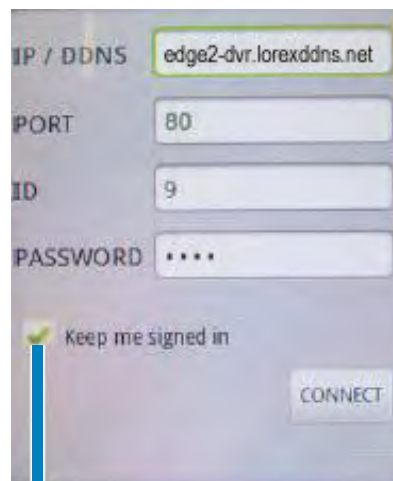 IP / DDNS edge2-dvr.lorexddns.net
PORT 80
ID 9
PASSWORD ••••
Keep me signed in
CONNECT